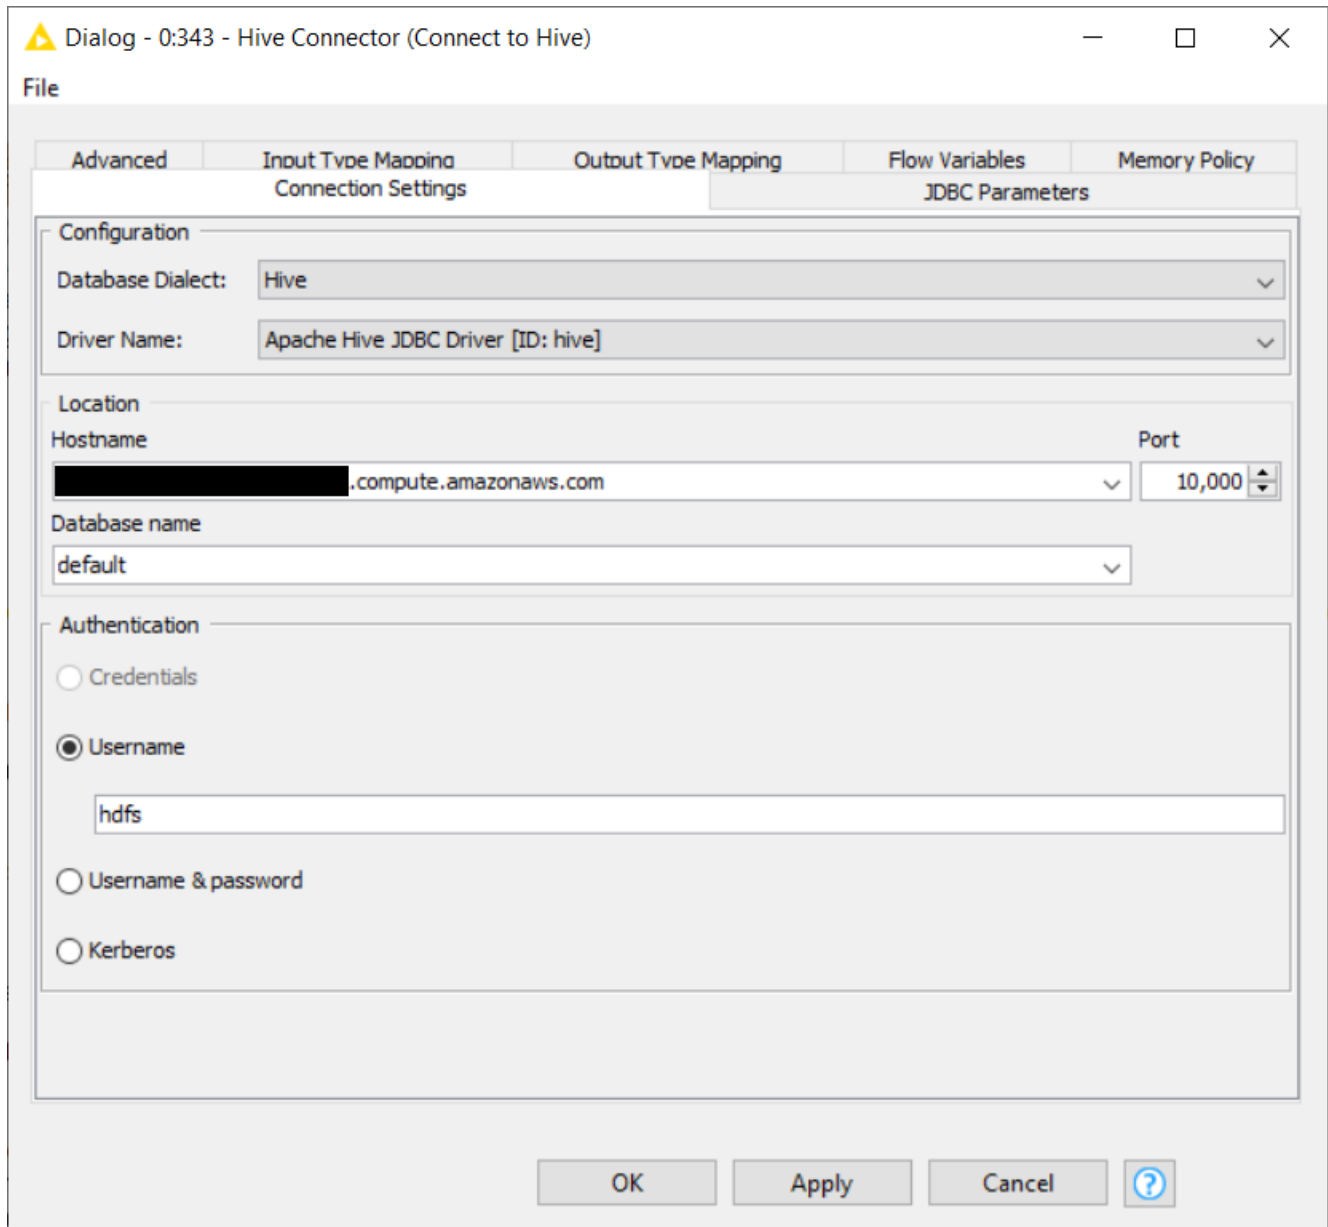 Dialog - 0:343 - Hive Connector (Connect to Hive)
File
Advanced Input Type Mapping Output Type Mapping Flow Variables Memory Policy
Connection Settings JDBC Parameters
Configuration
Database Dialect: Hive
Driver Name: Apache Hive JDBC Driver [ID: hive]
Location
Hostname Port
.compute.amazonaws.com 10,000
Database name
default
Authentication
Credentials
Username
hdfs
Username & password
Kerberos
OK Apply Cancel ?